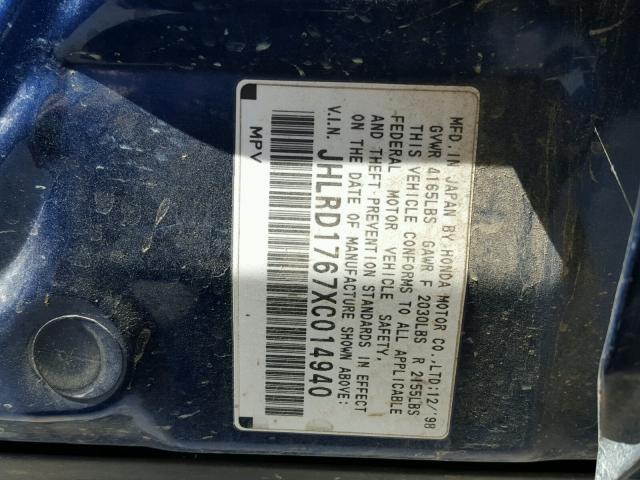 MFD. IN JAPAN BY HONDA MOTOR CO., LTD:12/'98
GVWR 4165LBS GAWR F 2030LBS R 2155LBS
THIS VEHICLE CONFORMS TO ALL APPLICABLE
FEDERAL MOTOR VEHICLE SAFETY,
AND THEFT PREVENTION STANDARDS IN EFFECT
ON THE DATE OF MANUFACTURE SHOWN ABOVE:
V.I.N. JHLRD1767XC014940
MPV